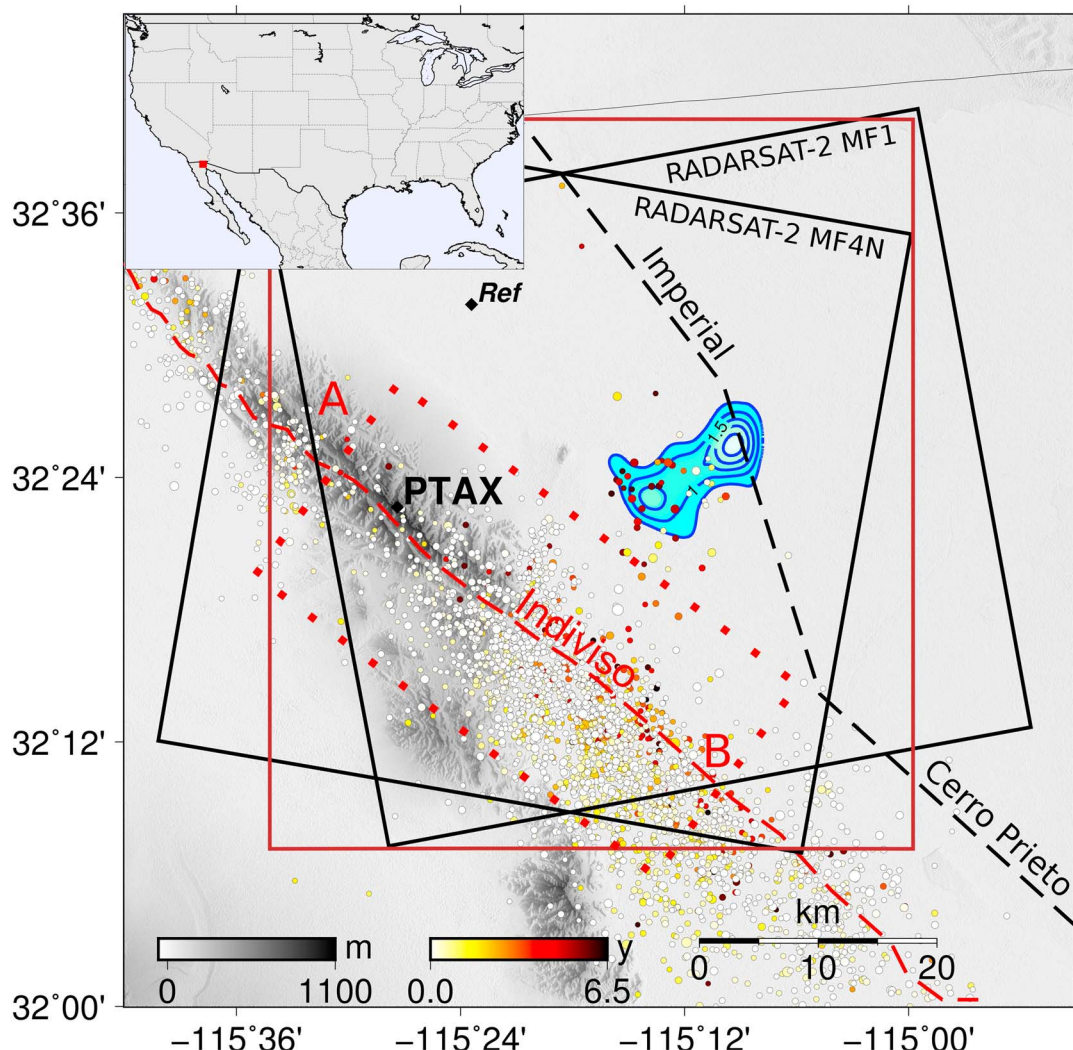 RADARSAT-2 MF1
RADARSAT-2 MF4N
32°36'
Imperial
Ref
A
1.5
32°24'
PTAX
1
Indiviso
32°12'
B
Cerro Prieto
km
m
y
0 10 20
0 1100
0.0 6.5
32°00'
−115°36' −115°24' −115°12' −115°00'